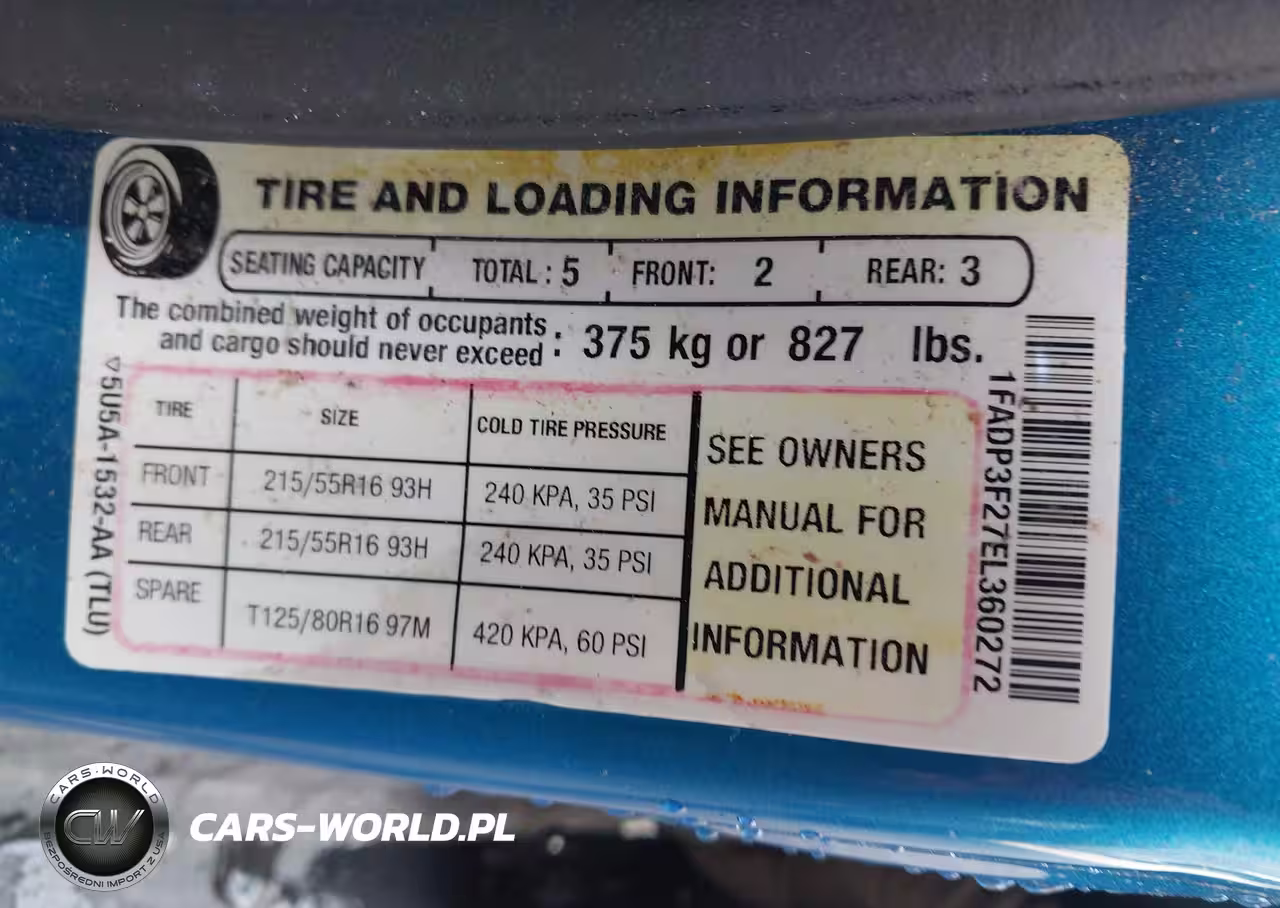 TIRE AND LOADING INFORMATION
SEATING CAPACITY TOTAL : 5 FRONT: 2 REAR: 3
The combined weight of occupants
and cargo should never exceed : 375 kg or 827 lbs.
TIRE SIZE COLD TIRE PRESSURE
FRONT 215/55R16 93H 240 KPA, 35 PSI
REAR 215/55R16 93H 240 KPA, 35 PSI
SPARE T125/80R16 97M 420 KPA, 60 PSI
SEE OWNERS
MANUAL FOR
ADDITIONAL
INFORMATION
▽5U5A-1532-AA (TLU)
1FADP3F27EL360272
CARS·WORLD
CW
BEZPOŚREDNI IMPORT Z USA
CARS-WORLD.PL